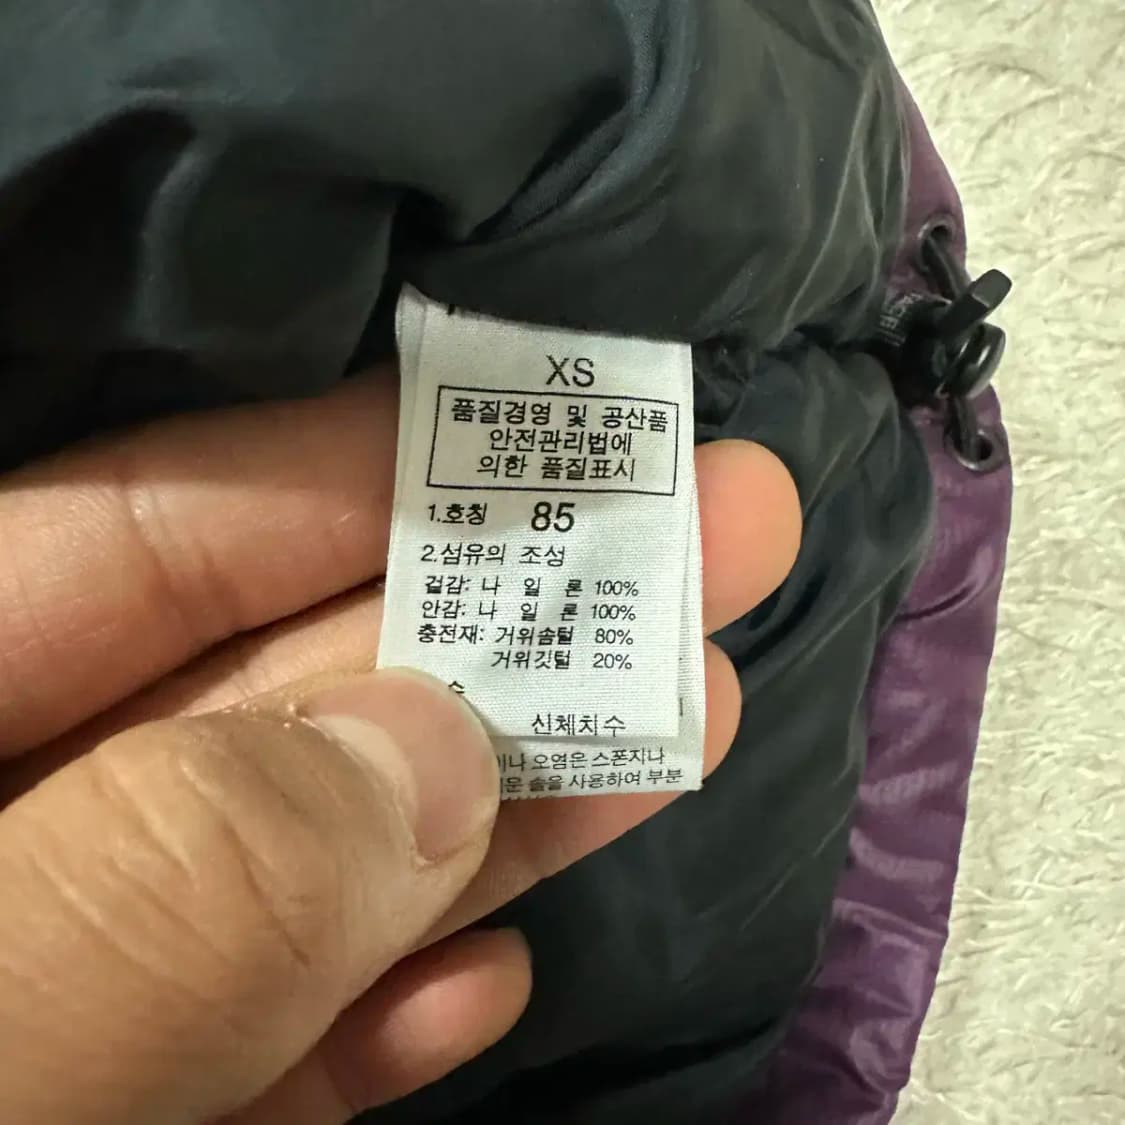 XS
품질경영 및 공산품
안전관리법에
의한 품질표시
1.호칭 85
2.섬유의 조성
겉감: 나 일 론 100%
안감: 나 일 론 100%
충전재: 거위솜털 80%
거위깃털 20%
신체치수
오염은 스폰지나
솔을 사용하여 부분